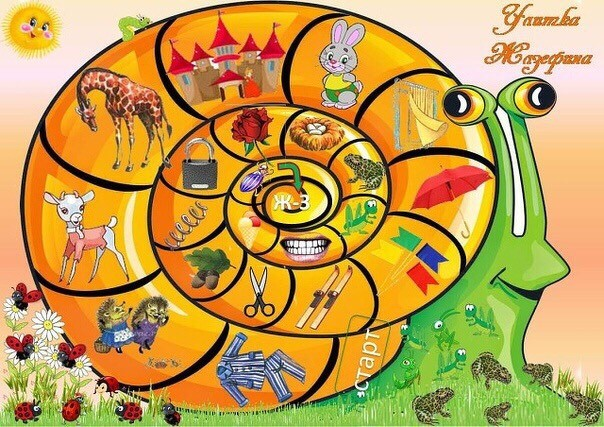 Улитка
Жозефина
Ж-З
старт